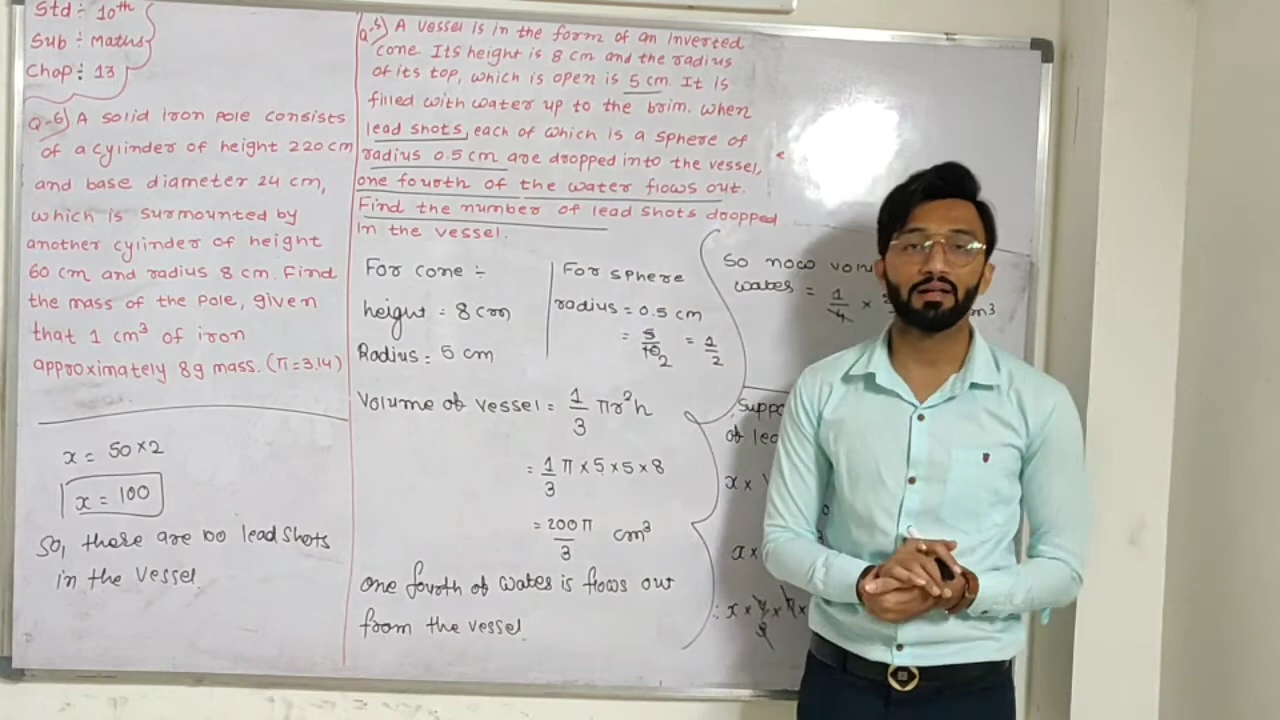 Std ÷ 10th
Sub ÷ Maths
Chap ÷ 13
Q-6) A solid iron pole consists
of a cylinder of height 220 cm
and base diameter 24 cm,
which is surmounted by
another cylinder of height
60 cm and radius 8 cm. Find
the mass of the pole, given
that 1 cm³ of iron
approximately 8g mass. (π=3.14)
x = 50×2
x = 100
So, there are 100 lead shots
in the vessel.
Q-5) A vessel is in the form of an inverted
cone. Its height is 8 cm and the radius
of its top, which is open is 5 cm. It is
filled with water up to the brim. When
lead shots, each of which is a sphere of
radius 0.5 cm are dropped into the vessel,
one fourth of the water flows out.
Find the number of lead shots dropped
in the vessel.
For cone ÷
height = 8 cm
Radius = 5 cm
For sphere
radius = 0.5 cm
= 5/10 2 = 1/2
Volume of vessel = 1/3 πr²h
= 1/3 π × 5 × 5 × 8
= 200π/3 cm³
one fourth of water is flows out
from the vessel.
So now
water = 1/4 ×
m³
of
x ×
x ×
x ×